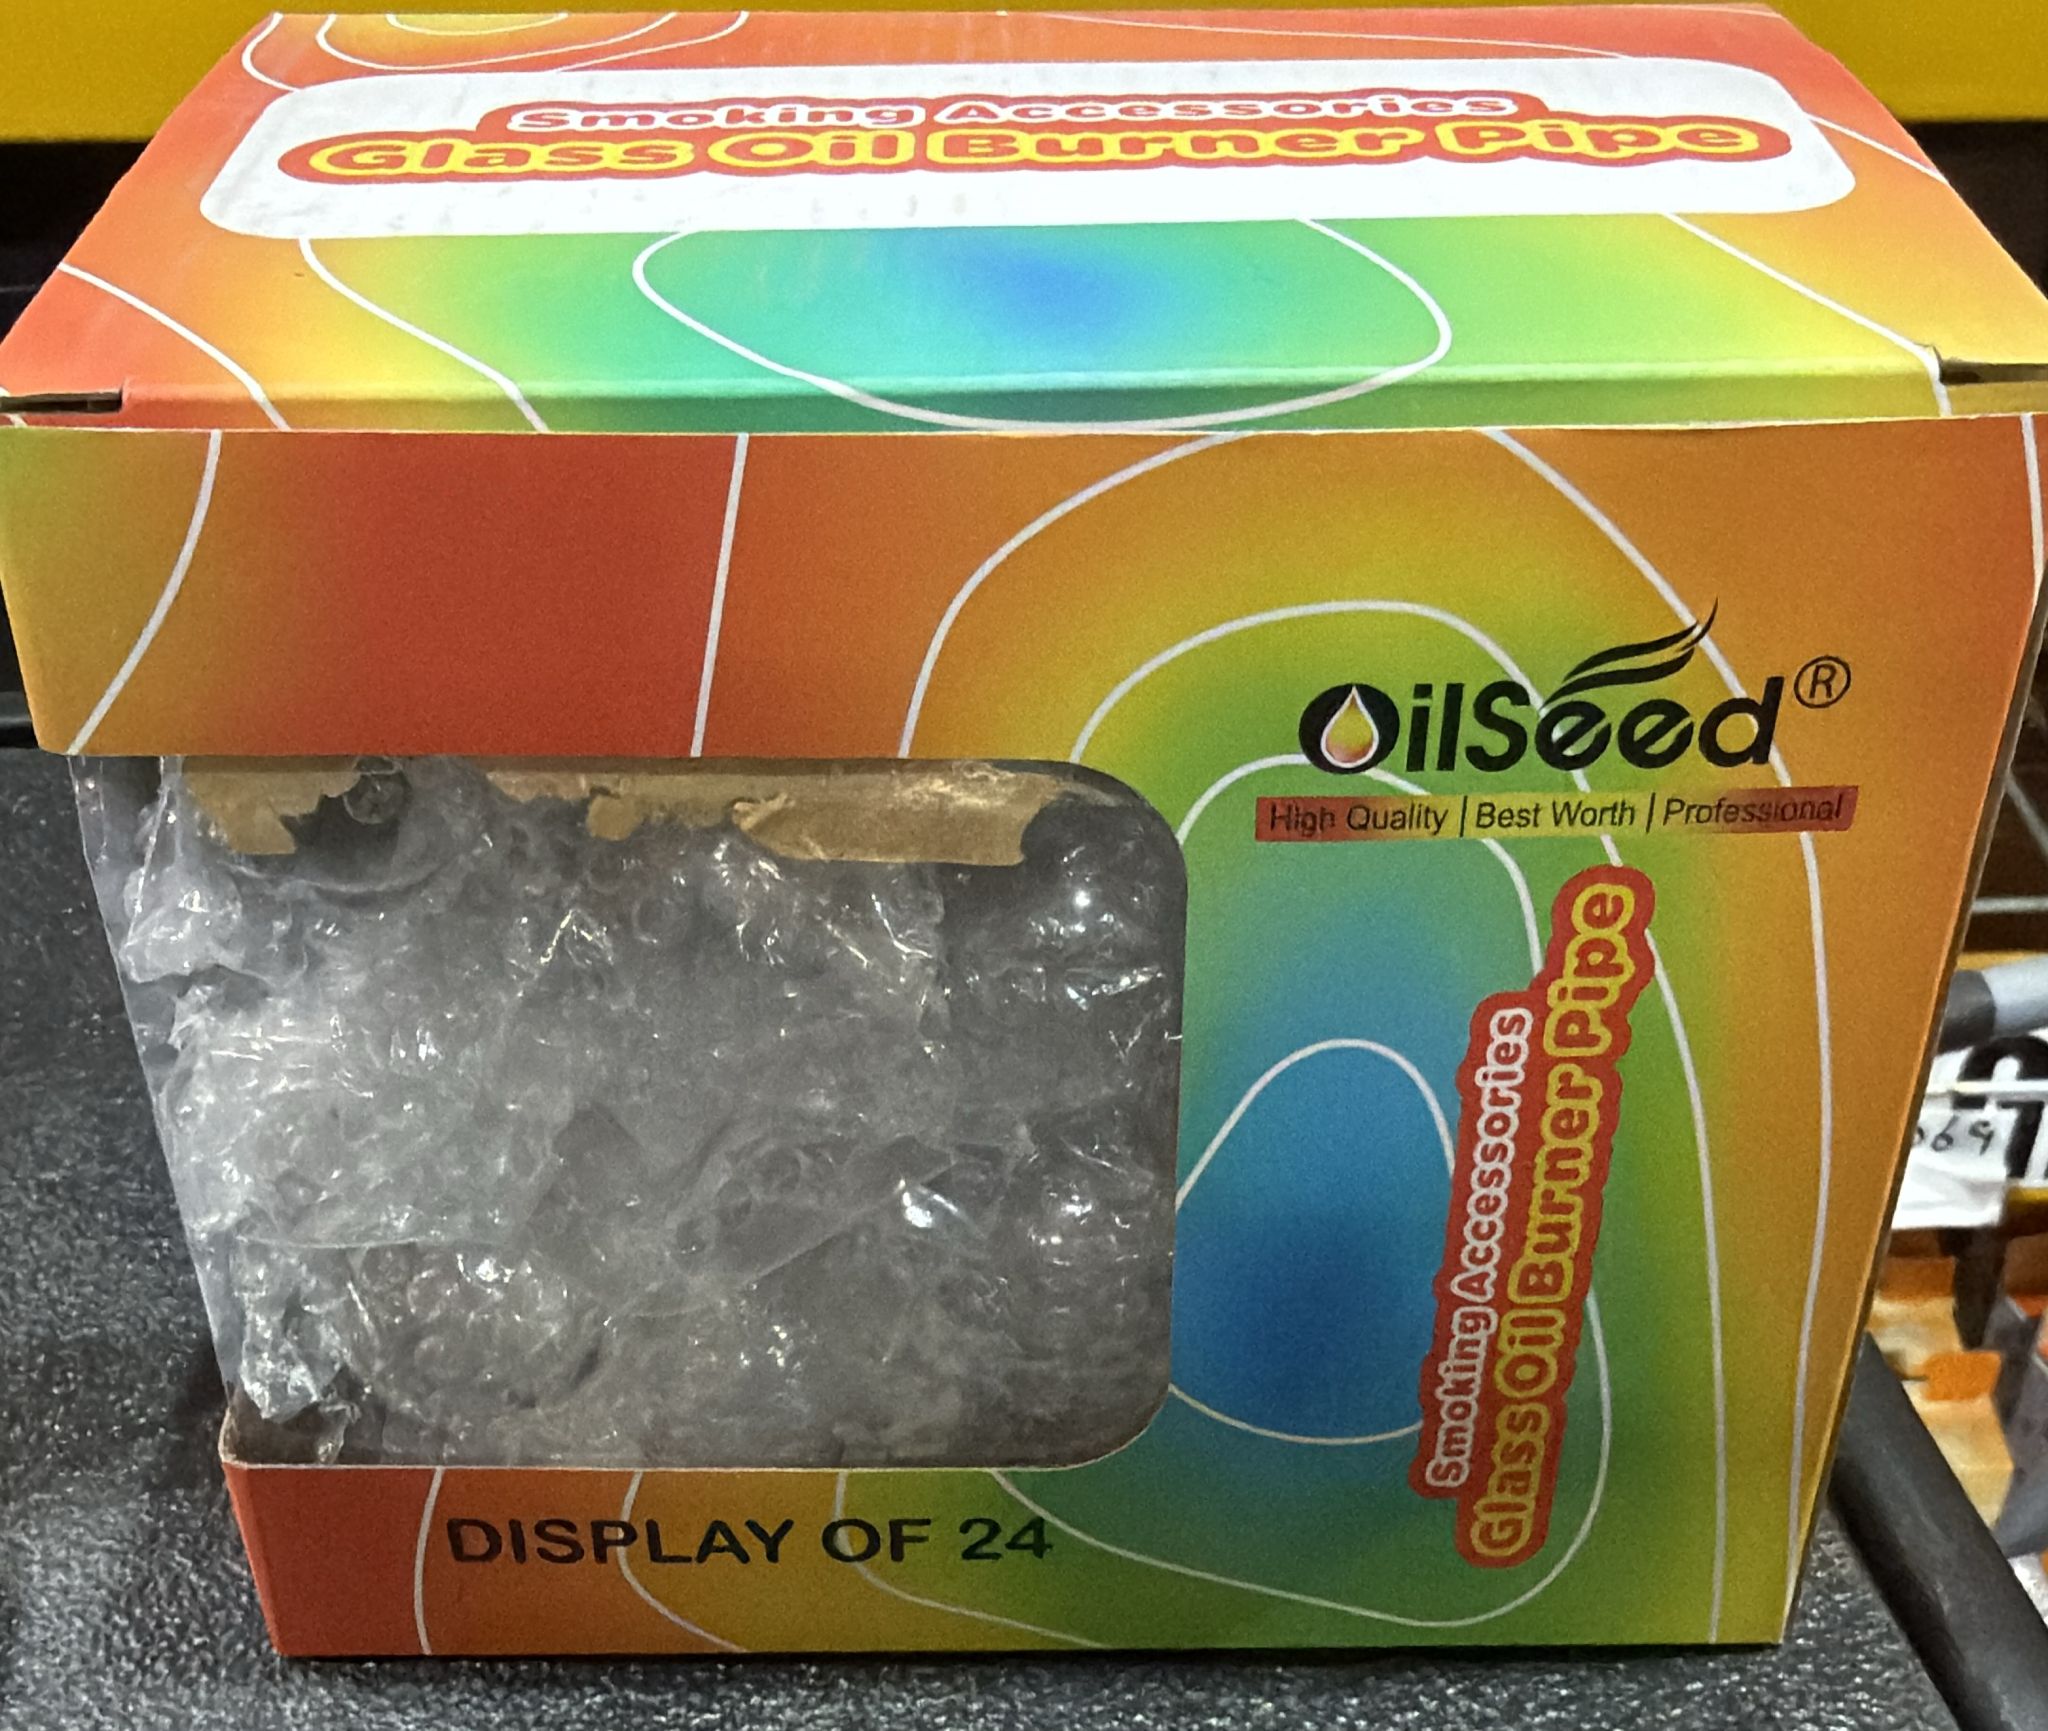 Smoking Accessories
Glass Oil Burner Pipe
OilSeed®
High Quality | Best Worth | Professional
Smoking Accessories
Glass Oil Burner Pipe
DISPLAY OF 24